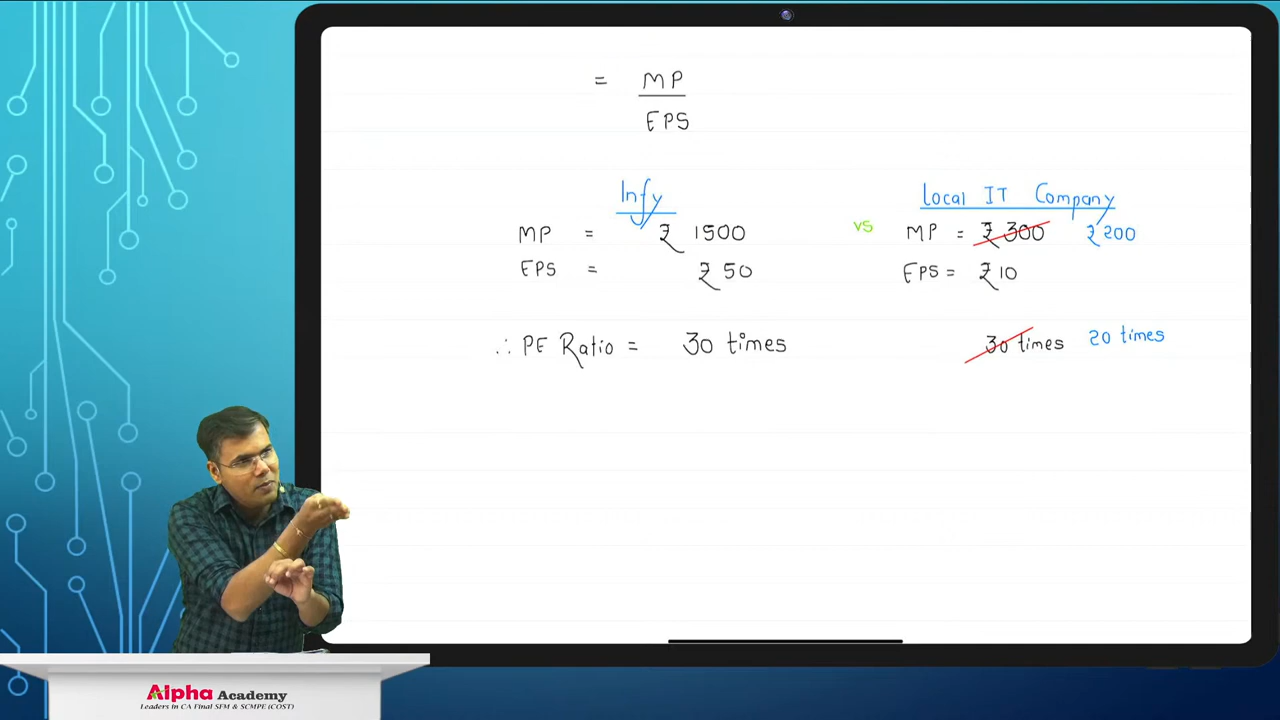 = MP
EPS
Infy
vs
Local IT Company
MP = ₹ 1500
MP = ₹ 300 ₹ 200
EPS = ₹ 50
EPS = ₹ 10
∴ PE Ratio = 30 times
30 times 20 times
Alpha Academy
Leaders in CA Final SFM & SCMPE (COST)